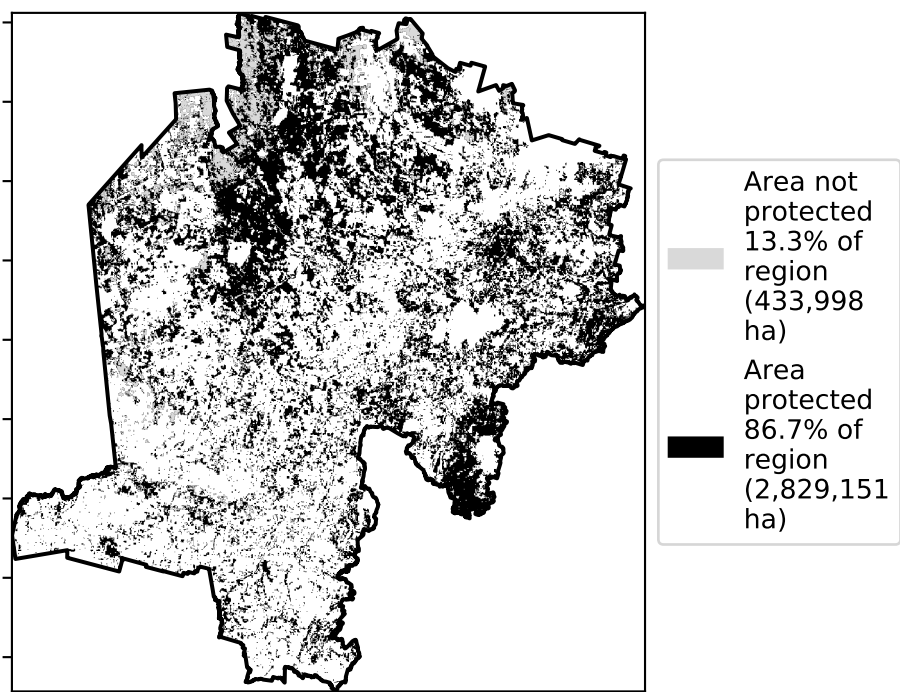 Area not
protected
13.3% of
region
(433,998
ha)
Area
protected
86.7% of
region
(2,829,151
ha)